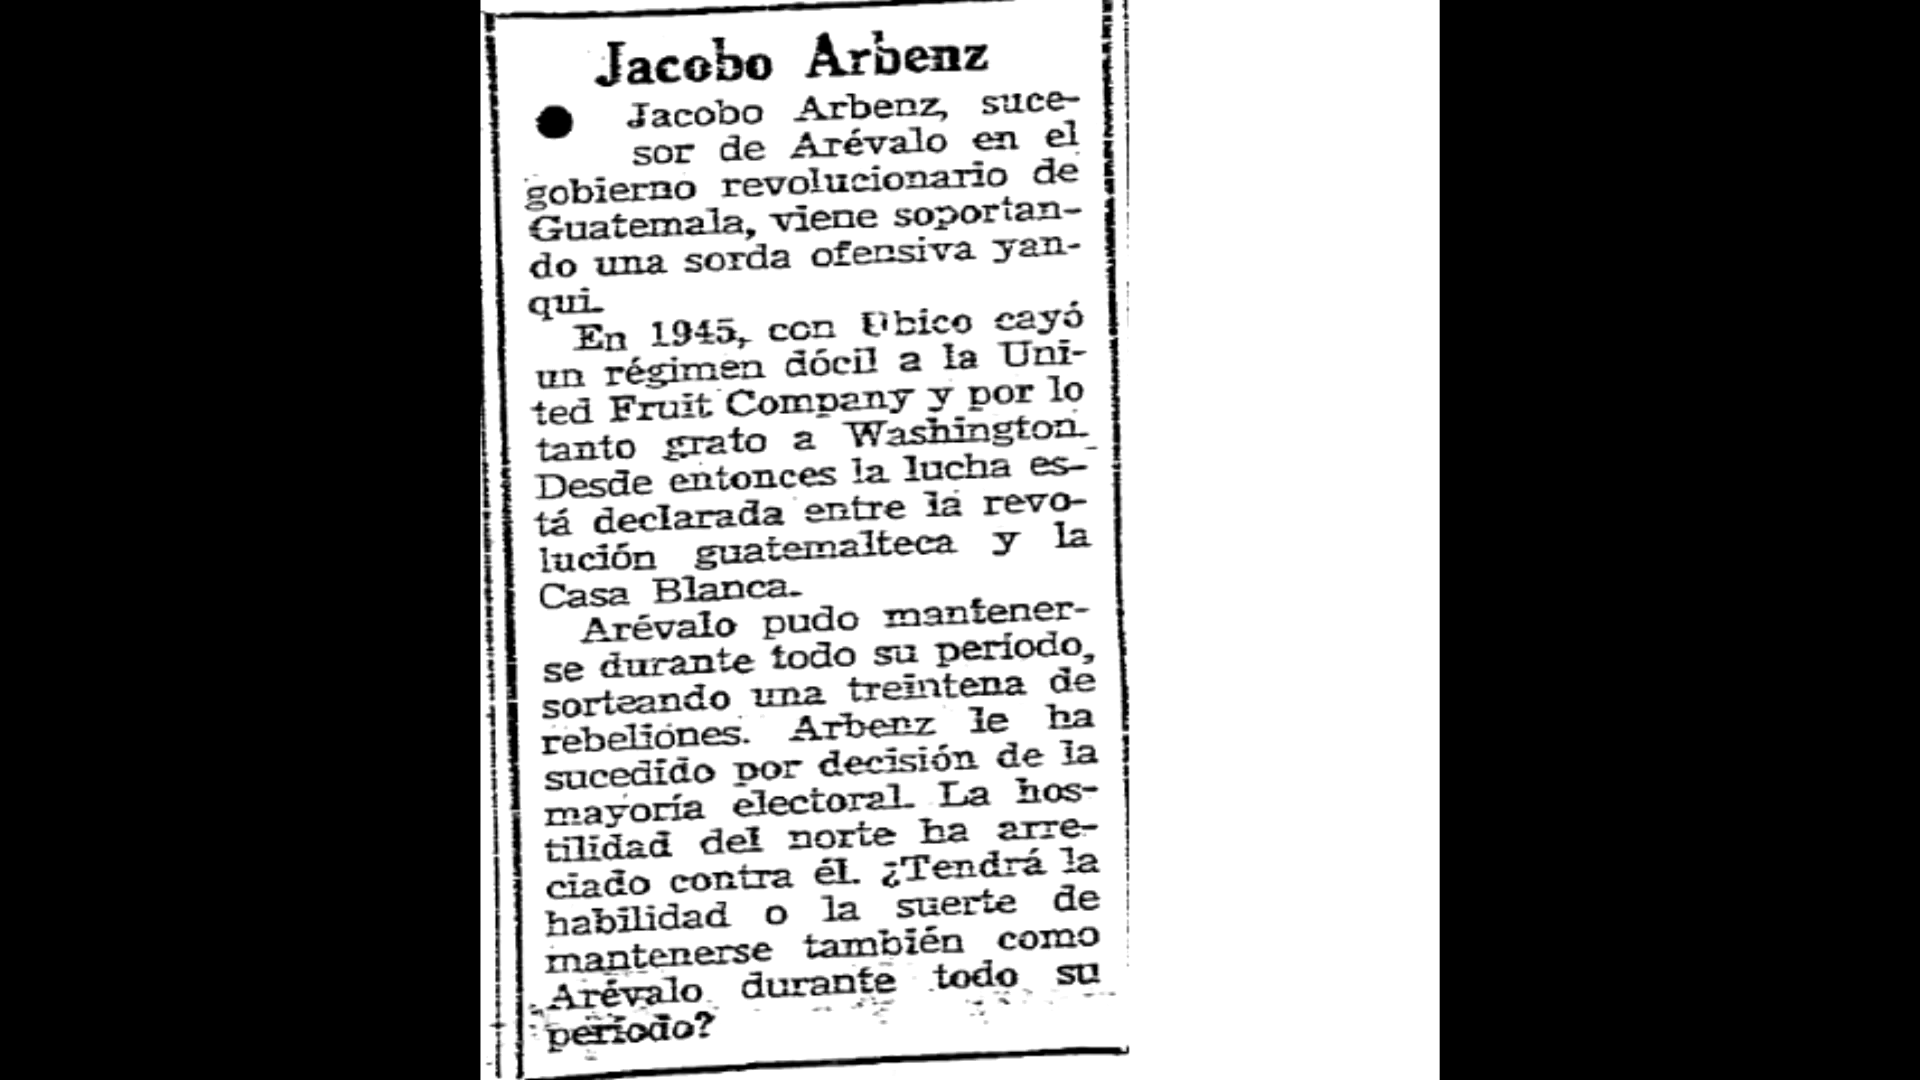 Jacobo Arbenz
Jacobo Arbenz, suce-
sor de Arévalo en el
gobierno revolucionario de
Guatemala, viene soportan-
do una sorda ofensiva yan-
qui.
En 1945, con Ubico cayó
un régimen dócil a la Uni-
ted Fruit Company y por lo
tanto grato a Washington.
Desde entonces la lucha es-
tá declarada entre la revo-
lución guatemalteca y la
Casa Blanca.
Arévalo pudo mantener-
se durante todo su período,
sorteando una treintena de
rebeliones. Arbenz le ha
sucedido por decisión de la
mayoría electoral. La hos-
tilidad del norte ha arre-
ciado contra él. ¿Tendrá la
habilidad o la suerte de
mantenerse también como
Arévalo durante todo su
período?